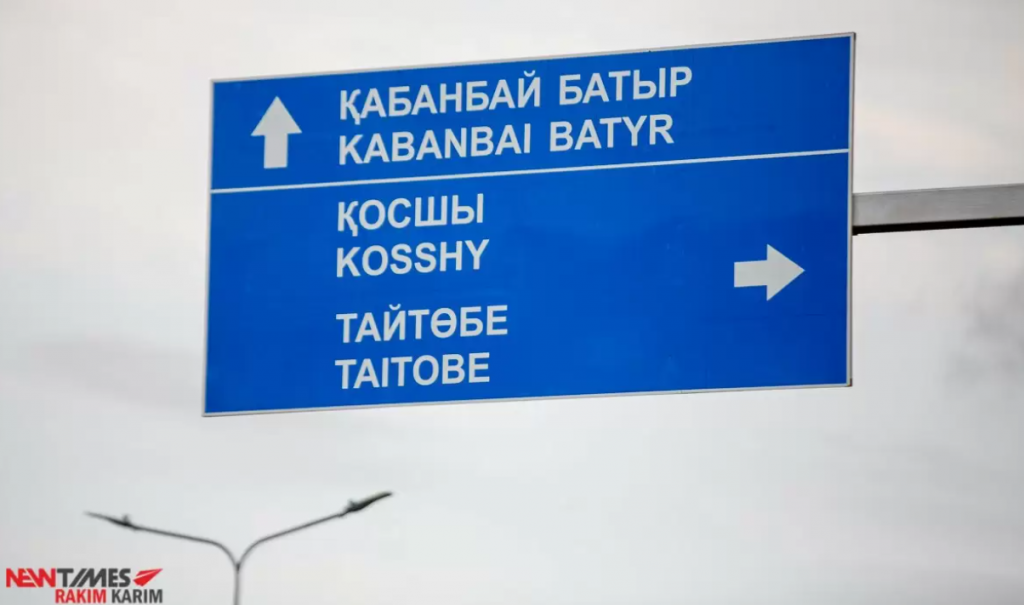 ҚАБАНБАЙ БАТЫР
KABANBAI BATYR
ҚОСШЫ
KOSSHY
ТАЙТӨБЕ
TAITOBE
NEWTIMES
RAKIM KARIM